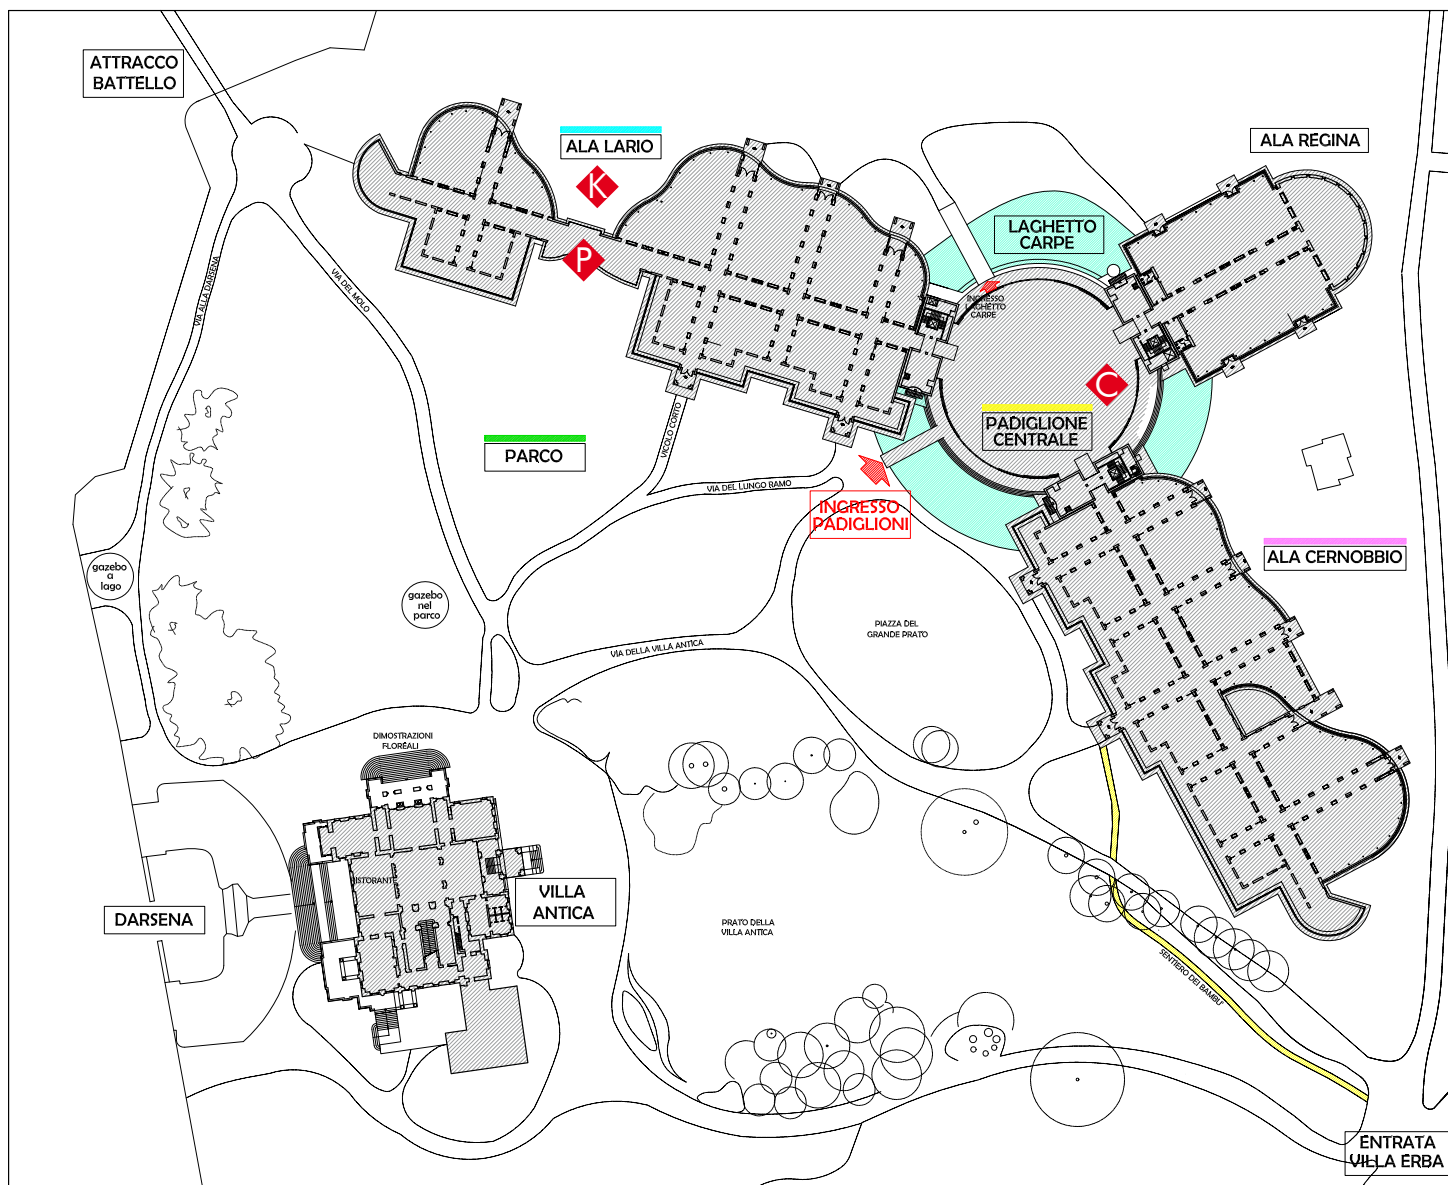 ATTRACCO
BATTELLO
ALA LARIO
K
P
ALA REGINA
LAGHETTO
CARPE
INGRESSO
LAGHETTO
CARPE
C
PADIGLIONE
CENTRALE
VIA ALLA DARSENA
VIA DEL MOLO
VICOLO CORTO
PARCO
VIA DEL LUNGO RAMO
INGRESSO
PADIGLIONI
ALA CERNOBBIO
gazebo
a
lago
gazebo
nel
parco
PIAZZA DEL
GRANDE PRATO
VIA DELLA VILLA ANTICA
DIMOSTRAZIONI
FLOREALI
RISTORANT
VILLA
ANTICA
DARSENA
PRATO DELLA
VILLA ANTICA
SENTIERO DEI BAMBU'
ENTRATA
VILLA ERBA